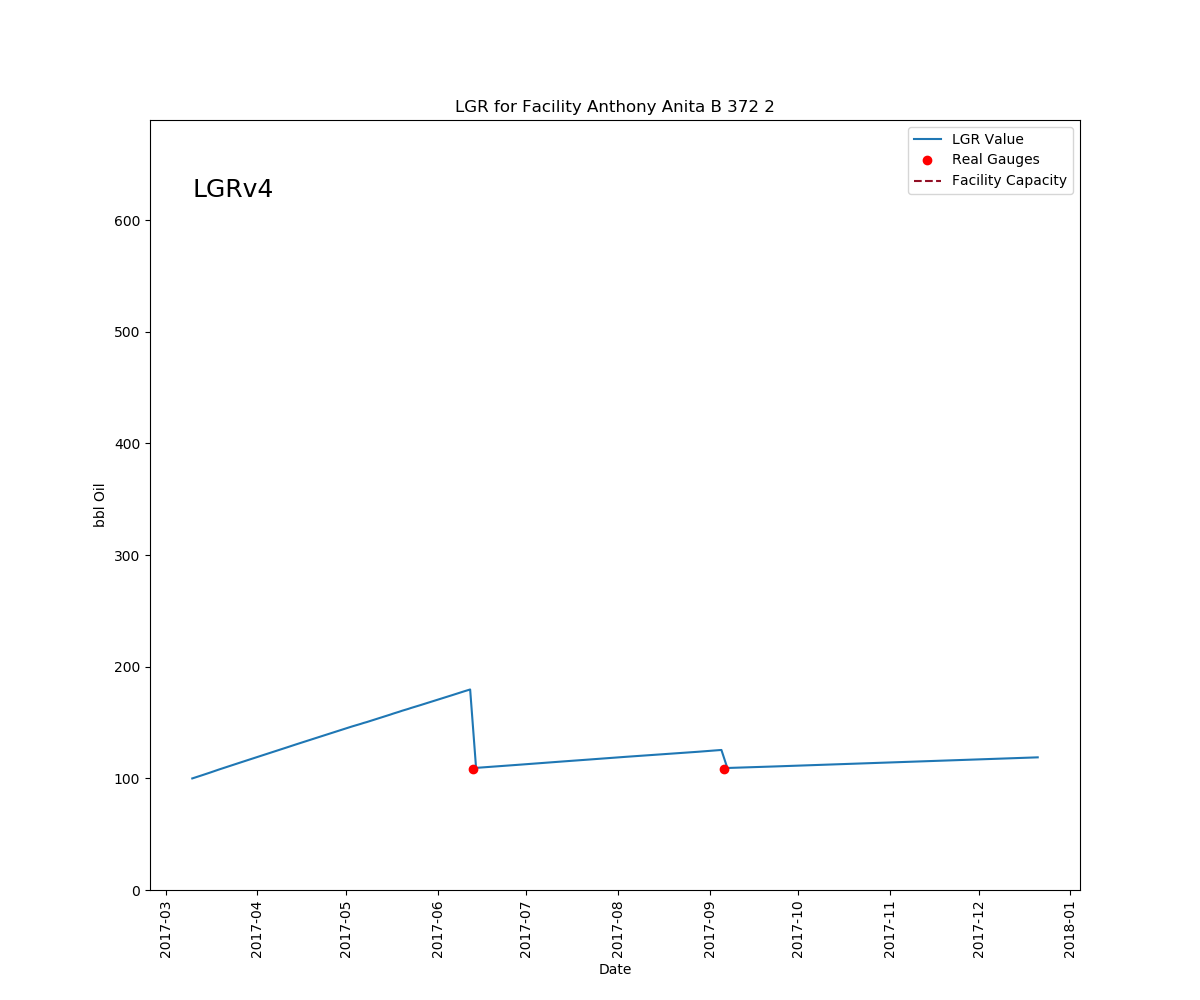 LGR for Facility Anthony Anita B 372 2
LGRv4
LGR Value
Real Gauges
Facility Capacity
bbl Oil
600
500
400
300
200
100
0
2017-03
2017-04
2017-05
2017-06
2017-07
2017-08
2017-09
2017-10
2017-11
2017-12
2018-01
Date